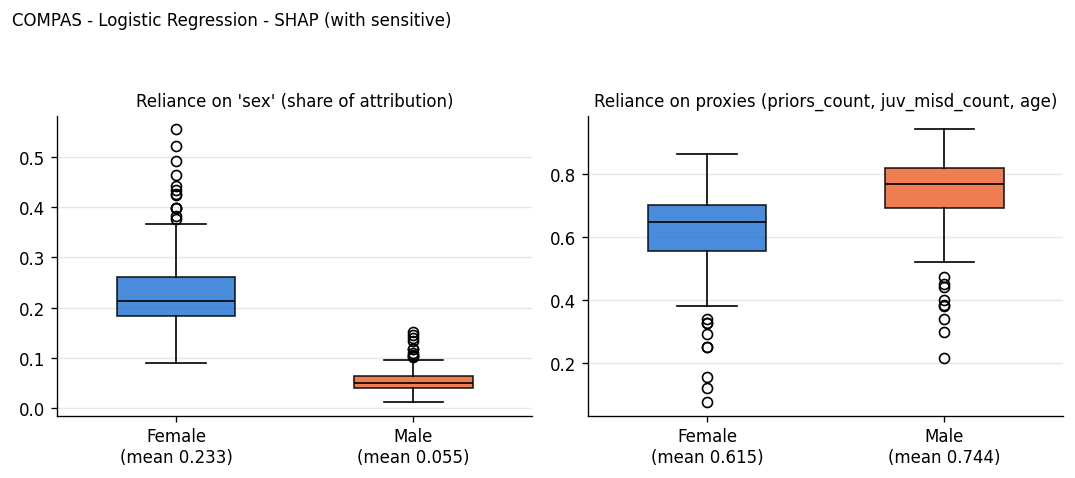 COMPAS - Logistic Regression - SHAP (with sensitive)
Reliance on 'sex' (share of attribution)
0.5
0.4
0.3
0.2
0.1
0.0
Female
(mean 0.233)
Male
(mean 0.055)
Reliance on proxies (priors_count, juv_misd_count, age)
0.8
0.6
0.4
0.2
Female
(mean 0.615)
Male
(mean 0.744)